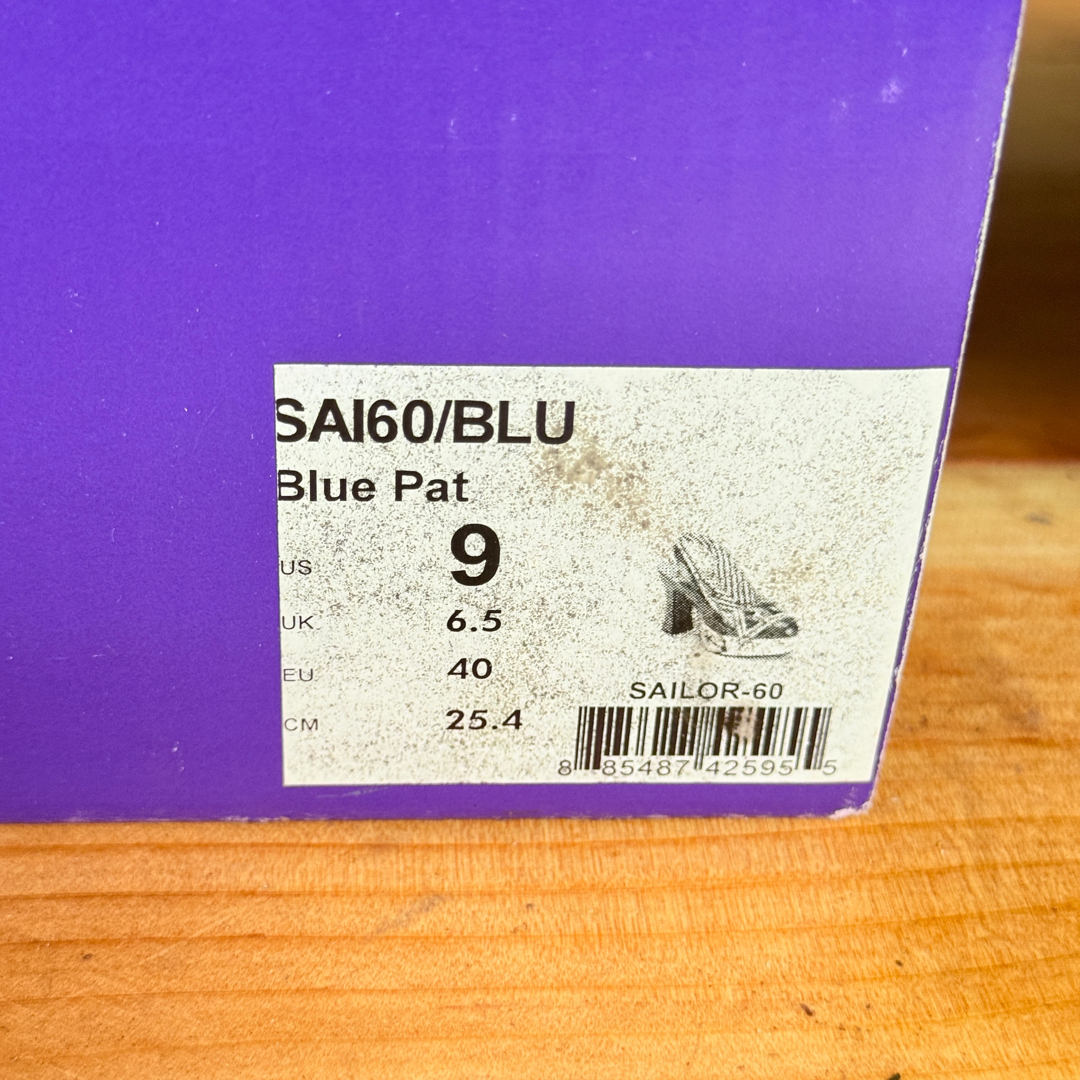 SAI60/BLU
Blue Pat
US 9
UK 6.5
EU 40
CM 25.4
SAILOR-60
8 85487 42595 5